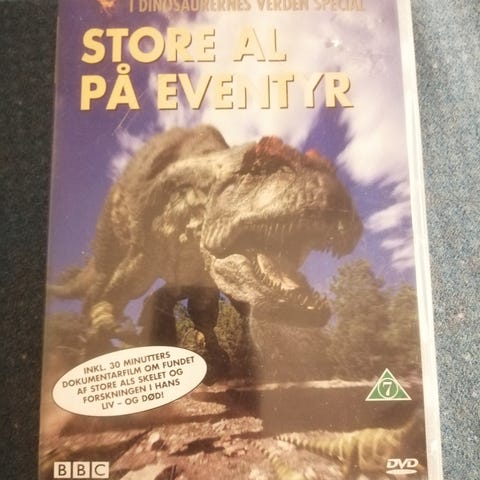 I DINOSAURERNES VERDEN SPECIAL
STORE AL
PÅ EVENTYR
INKL. 30 MINUTTERS
DOKUMENTARFILM OM FUNDET
AF STORE ALS SKELET OG
FORSKNINGEN I HANS
LIV – OG DØD!
7
BBC
DVD